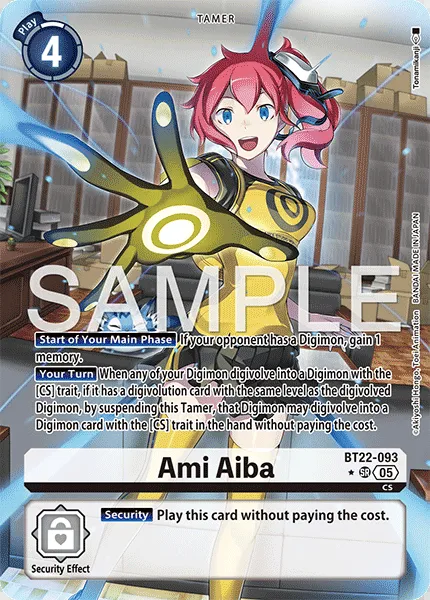 TAMER
Play
4
Tonamikanji
SAMPLE
Start of Your Main Phase If your opponent has a Digimon, gain 1
memory.
Your Turn When any of your Digimon digivolve into a Digimon with the
[CS] trait, if it has a digivolution card with the same level as the digivolved
Digimon, by suspending this Tamer, that Digimon may digivolve into a
Digimon card with the [CS] trait in the hand without paying the cost.
©Akiyoshi Hongo, Toei Animation BANDAI MADE IN JAPAN
BT22-093
Ami Aiba
★ SR 05
CS
Security Play this card without paying the cost.
Security Effect